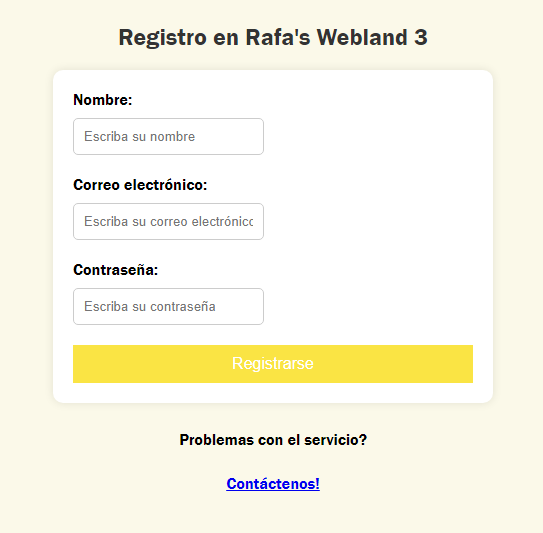 Registro en Rafa's Webland 3
Nombre:
Escriba su nombre
Correo electrónico:
Escriba su correo electrónico
Contraseña:
Escriba su contraseña
Registrarse
Problemas con el servicio?
Contáctenos!